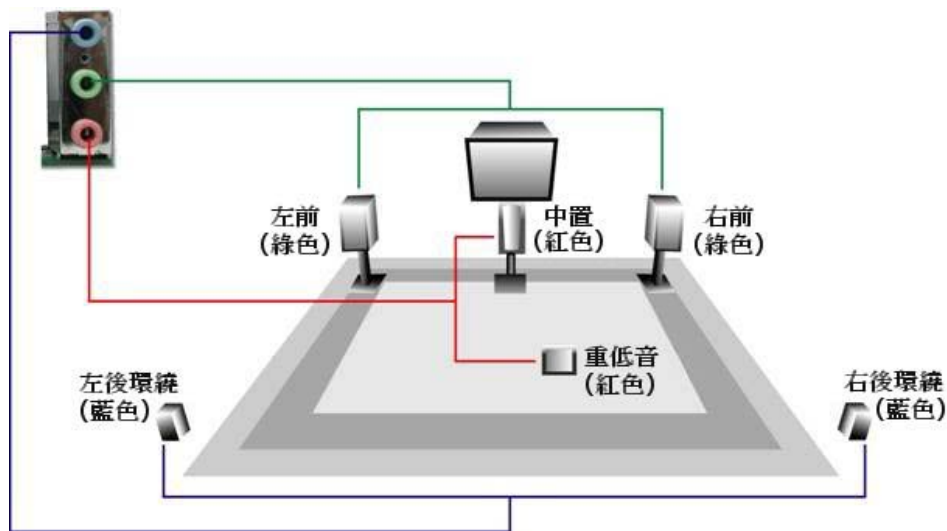 左前
(綠色)
中置
(紅色)
右前
(綠色)
重低音
(紅色)
左後環繞
(藍色)
右後環繞
(藍色)